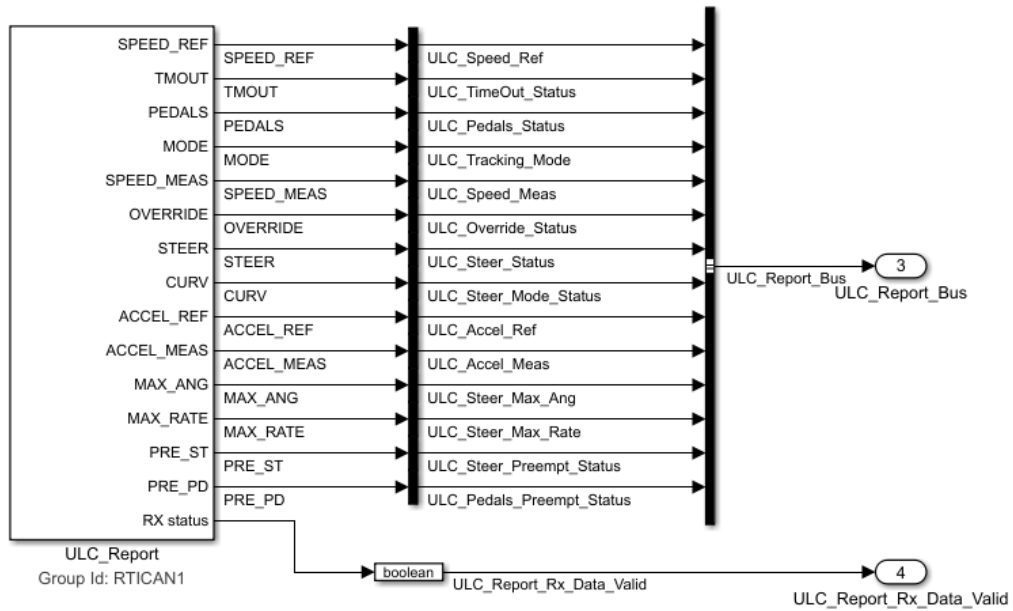 SPEED_REF SPEED_REF ULC_Speed_Ref
TMOUT TMOUT ULC_TimeOut_Status
PEDALS PEDALS ULC_Pedals_Status
MODE MODE ULC_Tracking_Mode
SPEED_MEAS SPEED_MEAS ULC_Speed_Meas
OVERRIDE OVERRIDE ULC_Override_Status
STEER STEER ULC_Steer_Status
CURV CURV ULC_Steer_Mode_Status
ACCEL_REF ACCEL_REF ULC_Accel_Ref
ACCEL_MEAS ACCEL_MEAS ULC_Accel_Meas
MAX_ANG MAX_ANG ULC_Steer_Max_Ang
MAX_RATE MAX_RATE ULC_Steer_Max_Rate
PRE_ST PRE_ST ULC_Steer_Preempt_Status
PRE_PD PRE_PD ULC_Pedals_Preempt_Status
RX status
ULC_Report
Group Id: RTICAN1
boolean
ULC_Report_Rx_Data_Valid
ULC_Report_Bus
3
ULC_Report_Bus
4
ULC_Report_Rx_Data_Valid